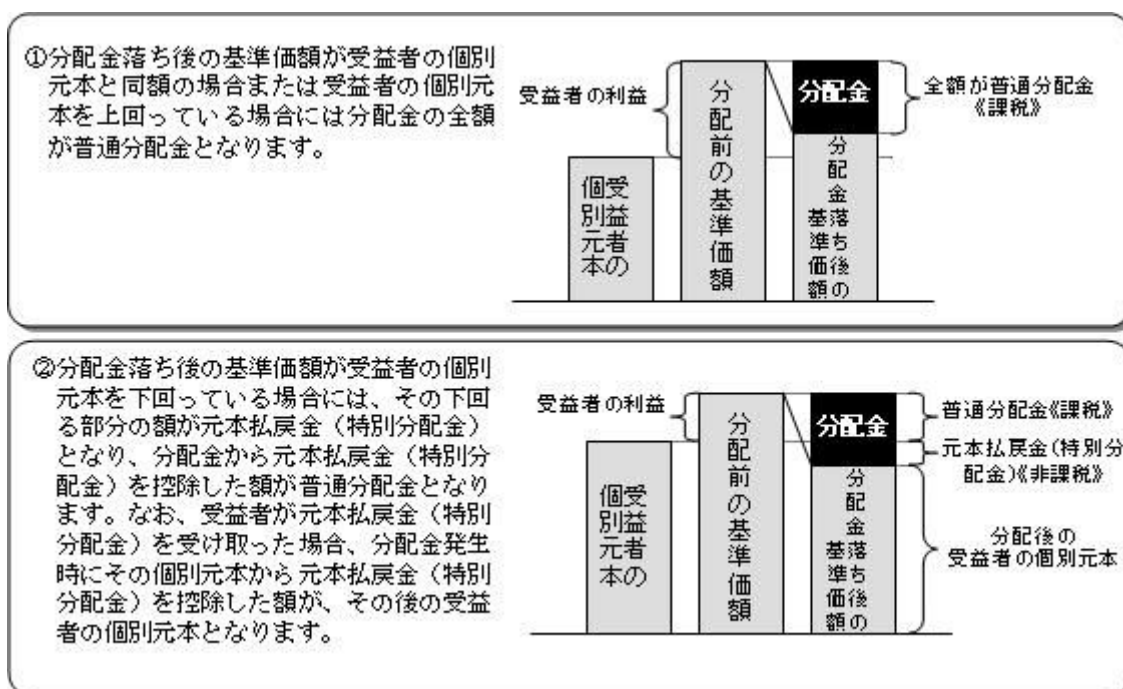 ①分配金落ち後の基準価額が受益者の個別
元本と同額の場合または受益者の個別元
本を上回っている場合には分配金の全額
が普通分配金となります。
受益者の利益
受益者の
個別元本
分配前の基準価額
分配金
分配金落ち後の
基準価額
全額が普通分配金
《課税》
②分配金落ち後の基準価額が受益者の個別
元本を下回っている場合には、その下回
る部分の額が元本払戻金（特別分配金）
となり、分配金から元本払戻金（特別分
配金）を控除した額が普通分配金となり
ます。なお、受益者が元本払戻金（特別
分配金）を受け取った場合、分配金発生
時にその個別元本から元本払戻金（特別
分配金）を控除した額が、その後の受益
者の個別元本となります。
受益者の利益
受益者の
個別元本
分配前の基準価額
分配金
分配金落ち後の
基準価額
普通分配金《課税》
元本払戻金（特別分
配金）《非課税》
分配後の
受益者の個別元本